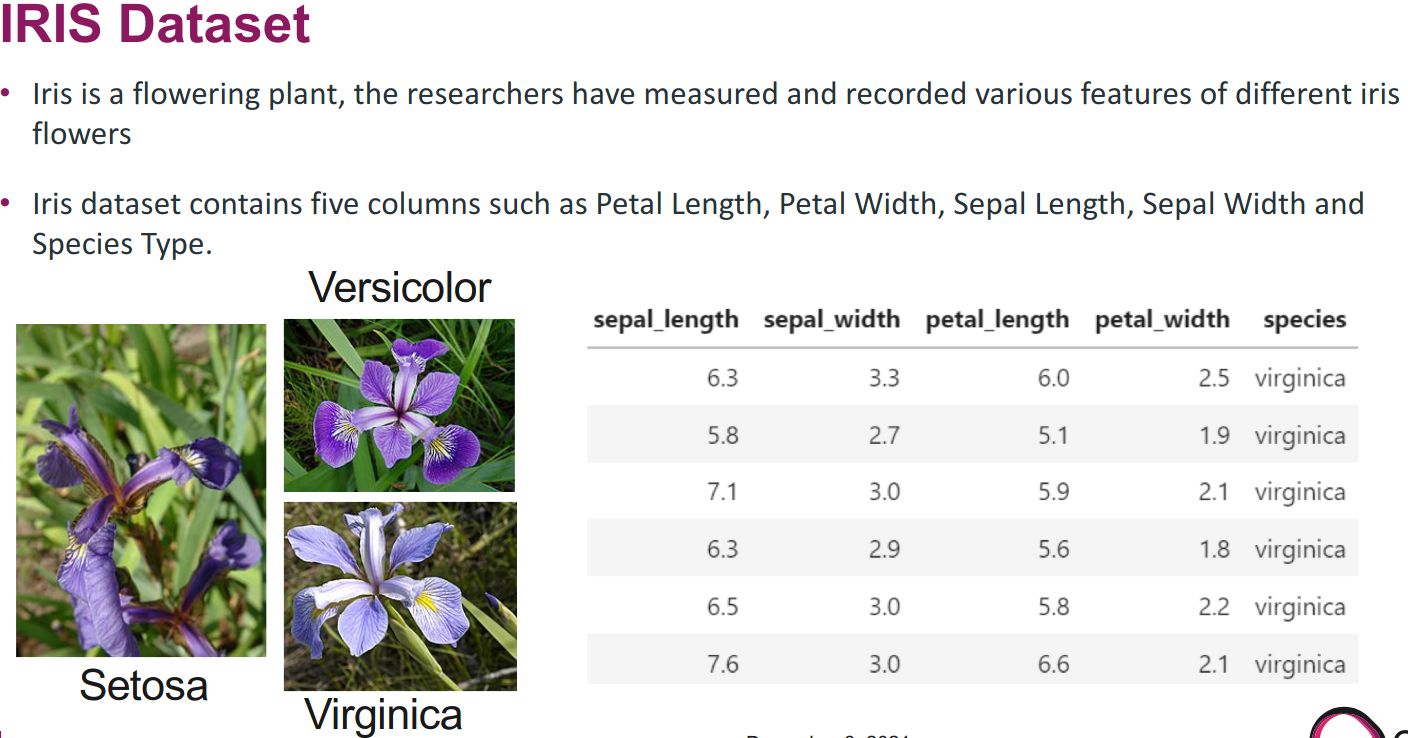 IRIS Dataset
• Iris is a flowering plant, the researchers have measured and recorded various features of different iris
flowers
• Iris dataset contains five columns such as Petal Length, Petal Width, Sepal Length, Sepal Width and
Species Type.
Versicolor
Setosa
Virginica
sepal_length sepal_width petal_length petal_width species
6.3 3.3 6.0 2.5 virginica
5.8 2.7 5.1 1.9 virginica
7.1 3.0 5.9 2.1 virginica
6.3 2.9 5.6 1.8 virginica
6.5 3.0 5.8 2.2 virginica
7.6 3.0 6.6 2.1 virginica